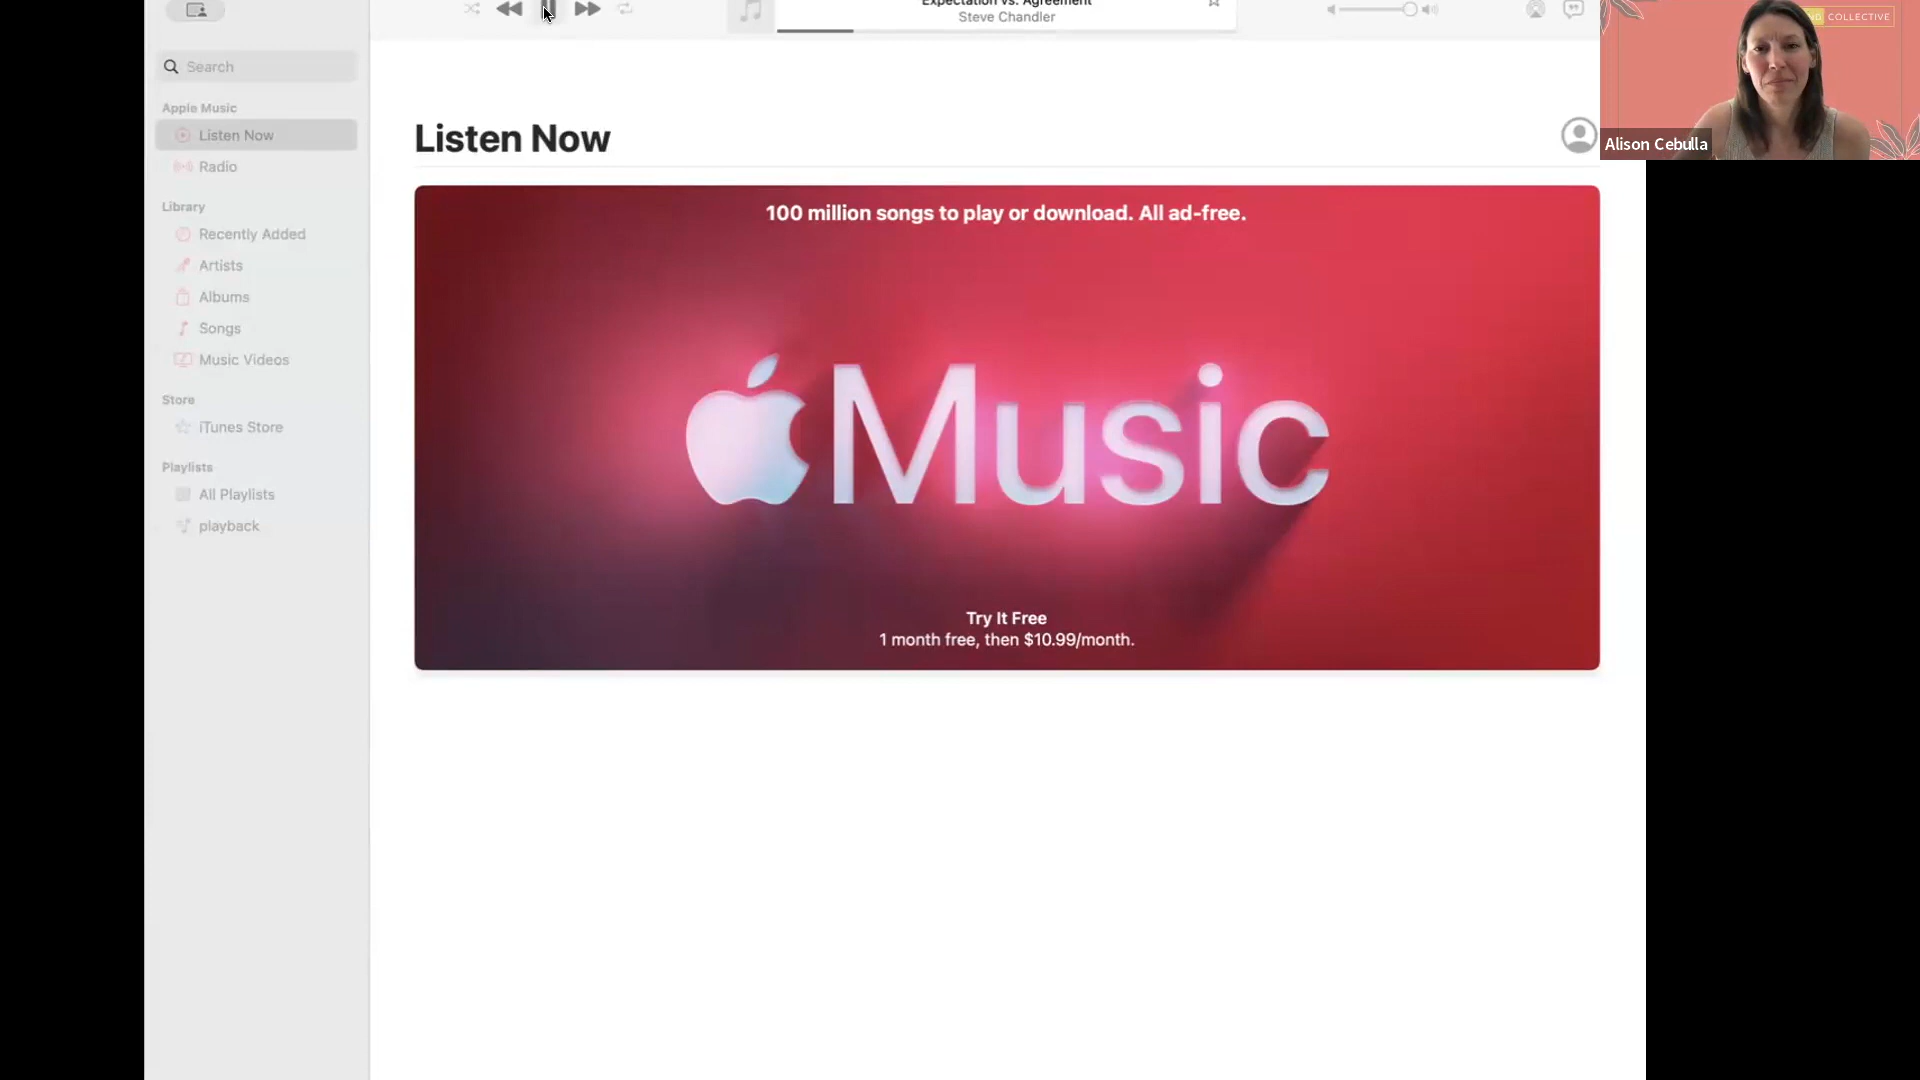 Expectation vs. Agreement
Steve Chandler
COLLECTIVE
Search
Alison Cebulla
Apple Music
Listen Now
Radio
Library
Recently Added
Artists
Albums
Songs
Music Videos
Store
iTunes Store
Playlists
All Playlists
playback
Listen Now
100 million songs to play or download. All ad-free.
Music
Try It Free
1 month free, then $10.99/month.